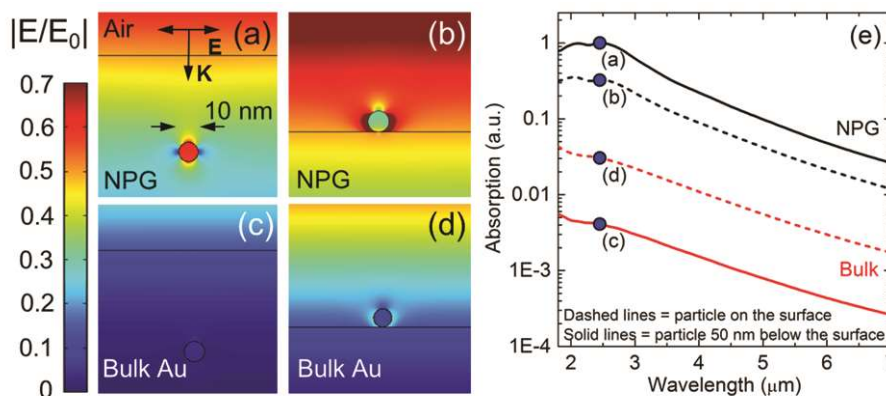 |E/E₀|
0.7
0.6
0.5
0.4
0.3
0.2
0.1
0
Air
E
K
(a)
10 nm
NPG
(b)
(c)
Bulk Au
(d)
Bulk Au
(e)
Absorption (a.u.)
1
0.1
0.01
1E-3
1E-4
(a)
(b)
(d)
(c)
NPG
Bulk
Dashed lines = particle on the surface
Solid lines = particle 50 nm below the surface
2
3
4
5
6
Wavelength (μm)